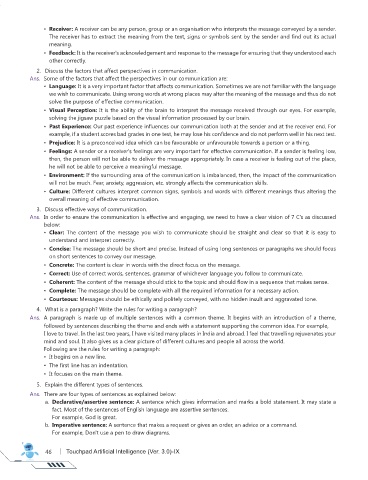 • Receiver: A receiver can be any person, group or an organisation who interprets the message conveyed by a sender.
The receiver has to extract the meaning from the text, signs or symbols sent by the sender and find out its actual
meaning.
• Feedback: It is the receiver's acknowledgement and response to the message for ensuring that they understood each
other correctly.
2. Discuss the factors that affect perspectives in communication.
Ans. Some of the factors that affect the perspectives in our communication are:
• Language: It is a very important factor that affects communication. Sometimes we are not familiar with the language
we wish to communicate. Using wrong words at wrong places may alter the meaning of the message and thus do not
solve the purpose of effective communication.
• Visual Perception: It is the ability of the brain to interpret the message received through our eyes. For example,
solving the jigsaw puzzle based on the visual information processed by our brain.
• Past Experience: Our past experience influences our communication both at the sender and at the receiver end. For
example, if a student scores bad grades in one test, he may lose his confidence and do not perform well in his next test.
• Prejudice: It is a preconceived idea which can be favourable or unfavourable towards a person or a thing.
• Feelings: A sender or a receiver's feelings are very important for effective communication. If a sender is feeling low,
then, the person will not be able to deliver the message appropriately. In case a receiver is feeling out of the place,
he will not be able to perceive a meaningful message.
• Environment: If the surrounding area of the communication is imbalanced, then, the impact of the communication
will not be much. Fear, anxiety, aggression, etc. strongly affects the communication skills.
• Culture: Different cultures interpret common signs, symbols and words with different meanings thus altering the
overall meaning of effective communication.
3. Discuss effective ways of communication.
Ans. In order to ensure the communication is effective and engaging, we need to have a clear vision of 7 C's as discussed
below:
• Clear: The content of the message you wish to communicate should be straight and clear so that it is easy to
understand and interpret correctly.
• Concise: The message should be short and precise. Instead of using long sentences or paragraphs we should focus
on short sentences to convey our message.
• Concrete: The content is clear in words with the direct focus on the message.
• Correct: Use of correct words, sentences, grammar of whichever language you follow to communicate.
• Coherent: The content of the message should stick to the topic and should flow in a sequence that makes sense.
• Complete: The message should be complete with all the required information for a necessary action.
• Courteous: Messages should be ethically and politely conveyed, with no hidden insult and aggravated tone.
4. What is a paragraph? Write the rules for writing a paragraph?
Ans. A paragraph is made up of multiple sentences with a common theme. It begins with an introduction of a theme,
followed by sentences describing the theme and ends with a statement supporting the common idea. For example,
I love to travel. In the last two years, I have visited many places in India and abroad. I feel that travelling rejuvenates your
mind and soul. It also gives us a clear picture of different cultures and people all across the world.
Following are the rules for writing a paragraph:
• It begins on a new line.
• The first line has an indentation.
• It focuses on the main theme.
5. Explain the different types of sentences.
Ans. There are four types of sentences as explained below:
a. Declarative/assertive sentence: A sentence which gives information and marks a bold statement. It may state a
fact. Most of the sentences of English language are assertive sentences.
For example, God is great.
b. Imperative sentence: A sentence that makes a request or gives an order, an advice or a command.
For example, Don't use a pen to draw diagrams.
46 | Touchpad Artificial Intelligence (Ver. 3.0)-IX